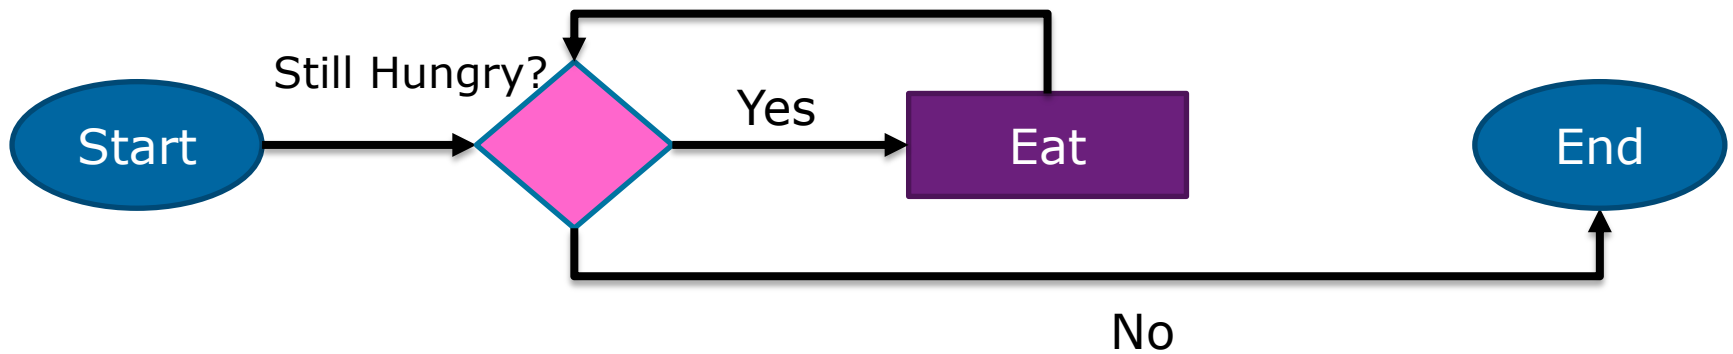 Still Hungry?
Start
Yes
Eat
End
No